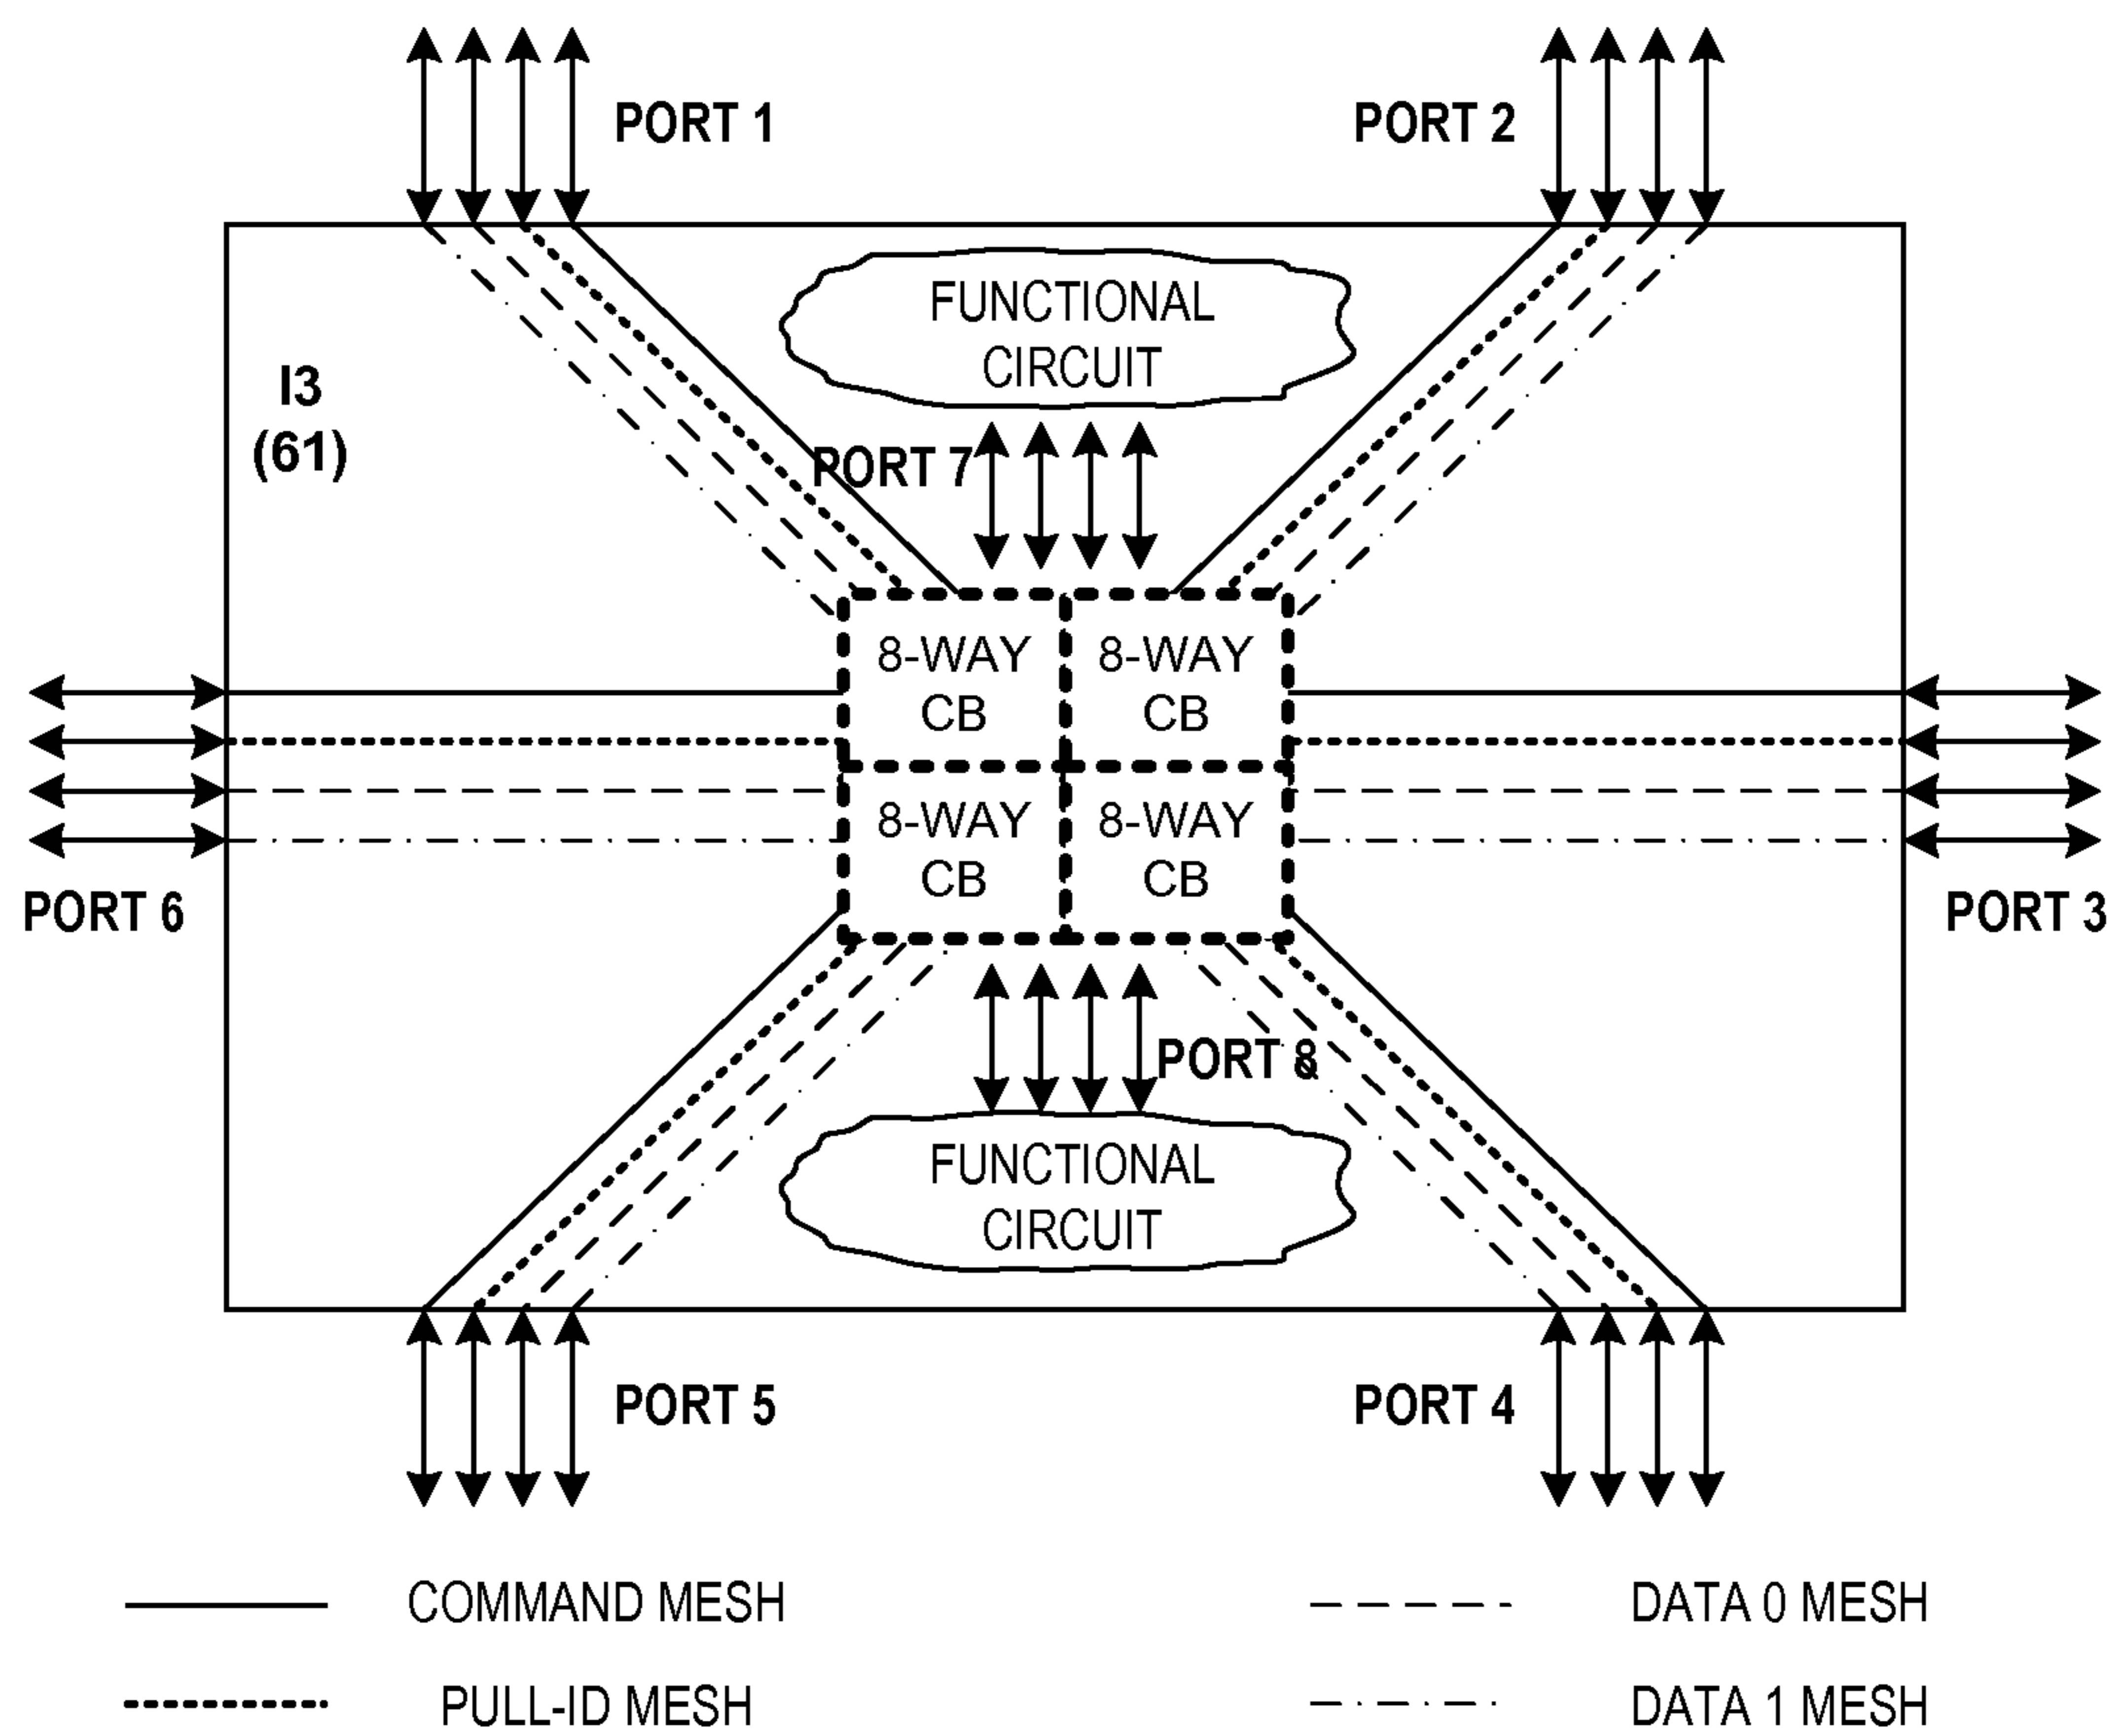 PORT 1
PORT 2
FUNCTIONAL
CIRCUIT
I3
(61)
PORT 7
8-WAY
CB
8-WAY
CB
8-WAY
CB
8-WAY
CB
PORT 6
PORT 3
PORT 8
FUNCTIONAL
CIRCUIT
PORT 5
PORT 4
COMMAND MESH
DATA 0 MESH
PULL-ID MESH
DATA 1 MESH